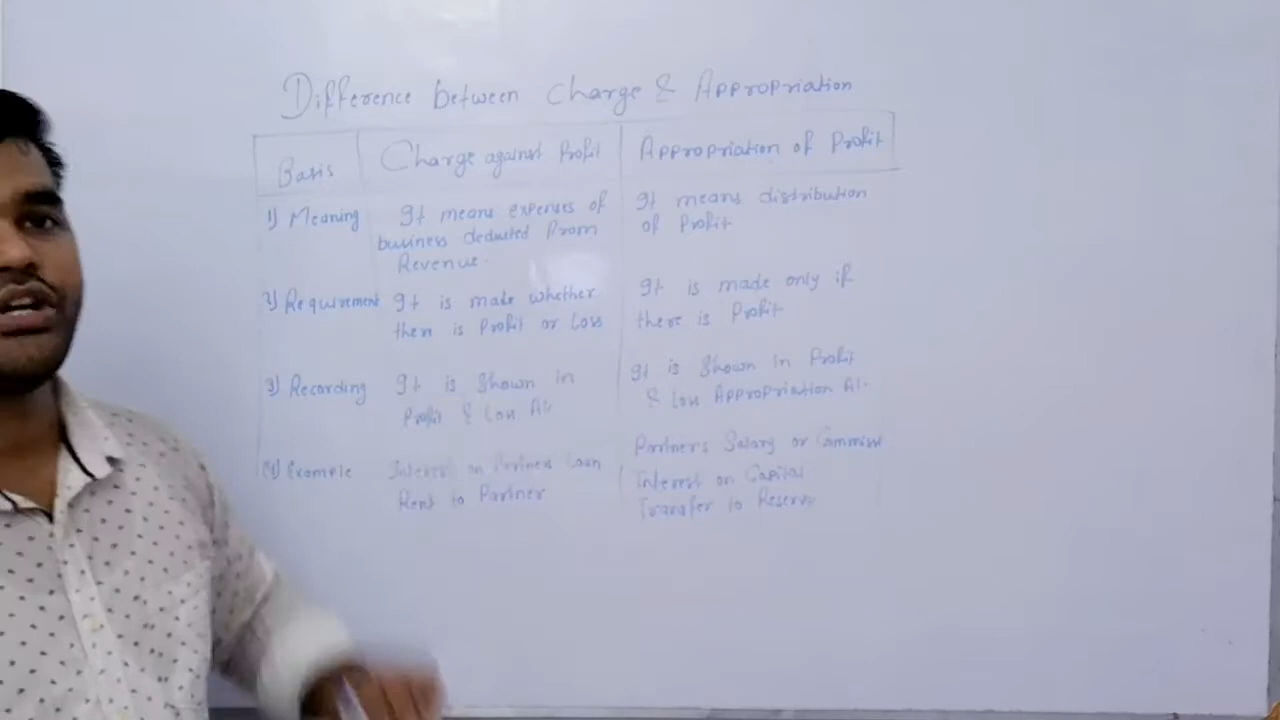 Difference between Charge & Appropriation
Basis
Charge against Profit
Appropriation of Profit
1) Meaning
It means expenses of
business deducted from
Revenue.
It means distribution
of Profit
2) Requirement
It is made whether
there is Profit or Loss
It is made only if
there is Profit
3) Recording
It is Shown in
Profit & Loss A/c
It is Shown in Profit
& Loss Appropriation A/c
(4) Example
Interest on Partners Loan
Rent to Partner
Partners Salary or Commission
Interest on Capital
Transfer to Reserve